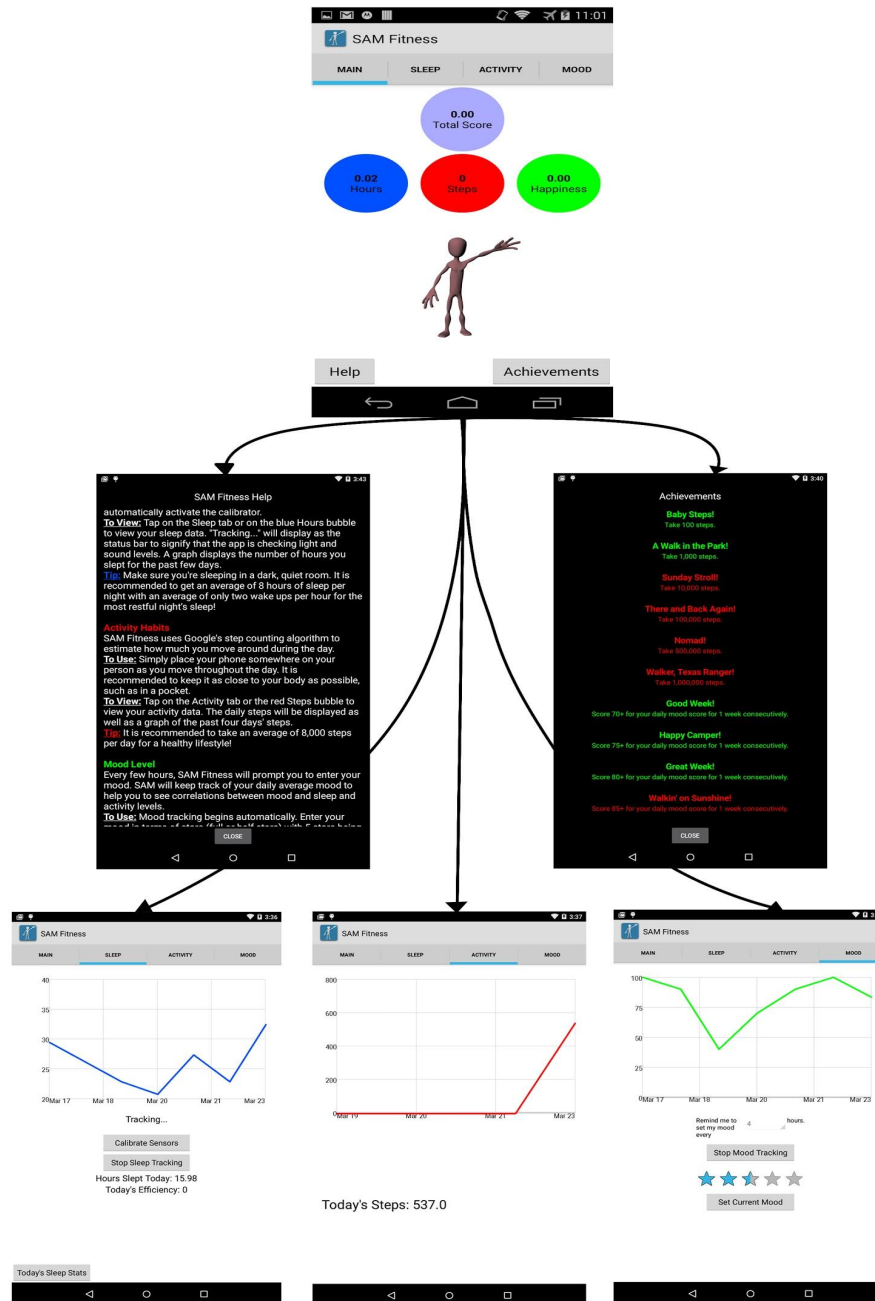 11:01
SAM Fitness
MAIN SLEEP ACTIVITY MOOD
0.00
Total Score
0.02
Hours
0
Steps
0.00
Happiness
Help
Achievements
3:43
SAM Fitness Help
automatically activate the calibrator.
To View: Tap on the Sleep tab or on the blue Hours bubble
to view your sleep data. "Tracking..." will display as the
status bar to signify that the app is checking light and
sound levels. A graph displays the number of hours you
slept for the past few days.
Tip: Make sure you're sleeping in a dark, quiet room. It is
recommended to get an average of 8 hours of sleep per
night with an average of only two wake ups per hour for the
most restful night's sleep!
Activity Habits
SAM Fitness uses Google's step counting algorithm to
estimate how much you move around during the day.
To Use: Simply place your phone somewhere on your
person as you move throughout the day. It is
recommended to keep it as close to your body as possible,
such as in a pocket.
To View: Tap on the Activity tab or the red Steps bubble to
view your activity data. The daily steps will be displayed as
well as a graph of the past four days' steps.
Tip: It is recommended to take an average of 8,000 steps
per day for a healthy lifestyle!
Mood Level
Every few hours, SAM Fitness will prompt you to enter your
mood. SAM will keep track of your daily average mood to
help you to see correlations between mood and sleep and
activity levels.
To Use: Mood tracking begins automatically. Enter your
mood in terms of stars (full or half stars) with 5 stars being
CLOSE
3:40
Achievements
Baby Steps!
Take 100 steps.
A Walk in the Park!
Take 1,000 steps.
Sunday Stroll!
Take 10,000 steps.
There and Back Again!
Take 100,000 steps.
Nomad!
Take 500,000 steps.
Walker, Texas Ranger!
Take 1,000,000 steps.
Good Week!
Score 70+ for your daily mood score for 1 week consecutively.
Happy Camper!
Score 75+ for your daily mood score for 1 week consecutively.
Great Week!
Score 80+ for your daily mood score for 1 week consecutively.
Walkin' on Sunshine!
Score 85+ for your daily mood score for 1 week consecutively.
CLOSE
3:36
SAM Fitness
MAIN SLEEP ACTIVITY MOOD
40
35
30
25
20
Mar 17 Mar 18 Mar 20 Mar 21 Mar 23
Tracking...
Calibrate Sensors
Stop Sleep Tracking
Hours Slept Today: 15.98
Today's Efficiency: 0
Today's Sleep Stats
3:37
SAM Fitness
MAIN SLEEP ACTIVITY MOOD
800
600
400
200
0
Mar 19 Mar 20 Mar 21 Mar 23
Today's Steps: 537.0
SAM Fitness
MAIN SLEEP ACTIVITY MOOD
100
75
50
25
0
Mar 17 Mar 18 Mar 20 Mar 21 Mar 23
Remind me to
set my mood
every
4
hours.
Stop Mood Tracking
Set Current Mood